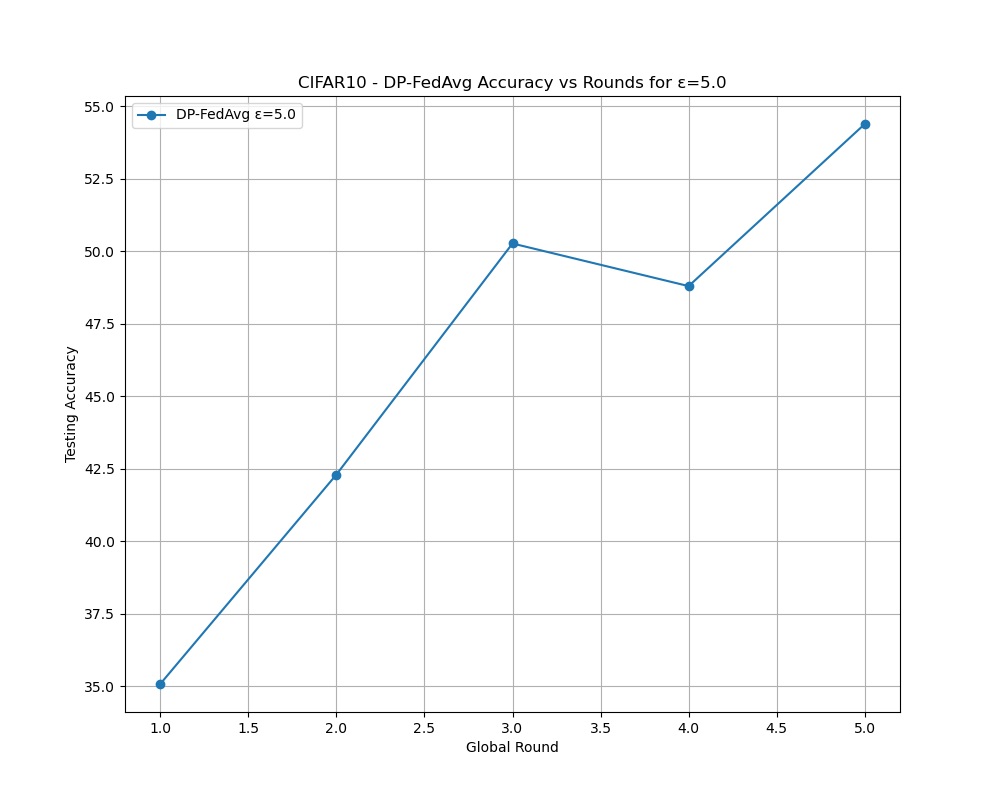 CIFAR10 - DP-FedAvg Accuracy vs Rounds for ε=5.0
DP-FedAvg ε=5.0
Testing Accuracy
55.0
52.5
50.0
47.5
45.0
42.5
40.0
37.5
35.0
1.0 1.5 2.0 2.5 3.0 3.5 4.0 4.5 5.0
Global Round